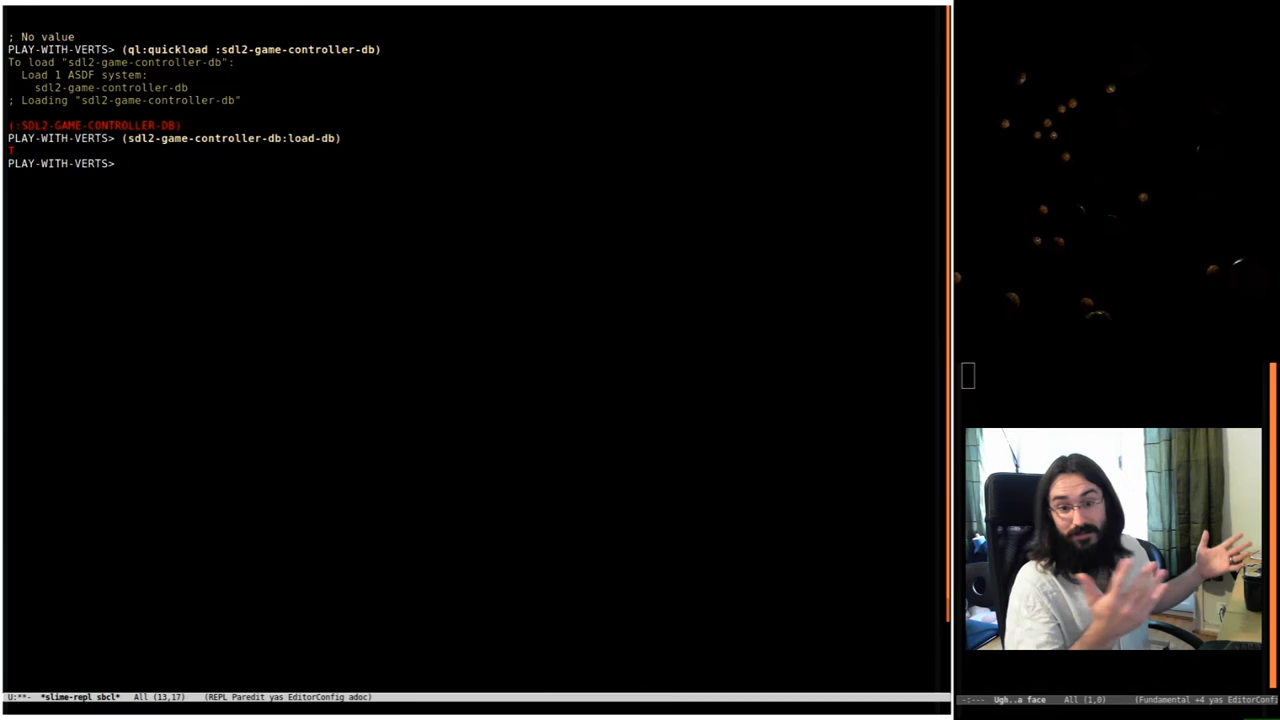 ; No value
PLAY-WITH-VERTS> (ql:quickload :sdl2-game-controller-db)
To load "sdl2-game-controller-db":
  Load 1 ASDF system:
    sdl2-game-controller-db
; Loading "sdl2-game-controller-db"
(:SDL2-GAME-CONTROLLER-DB)
PLAY-WITH-VERTS> (sdl2-game-controller-db:load-db)
T
PLAY-WITH-VERTS>
U:**-  *slime-repl sbcl*   All (13,17)   (REPL Paredit yas EditorConfig adoc)
-:---  Ugh..a face   All (1,0)   (Fundamental +4 yas EditorConfi